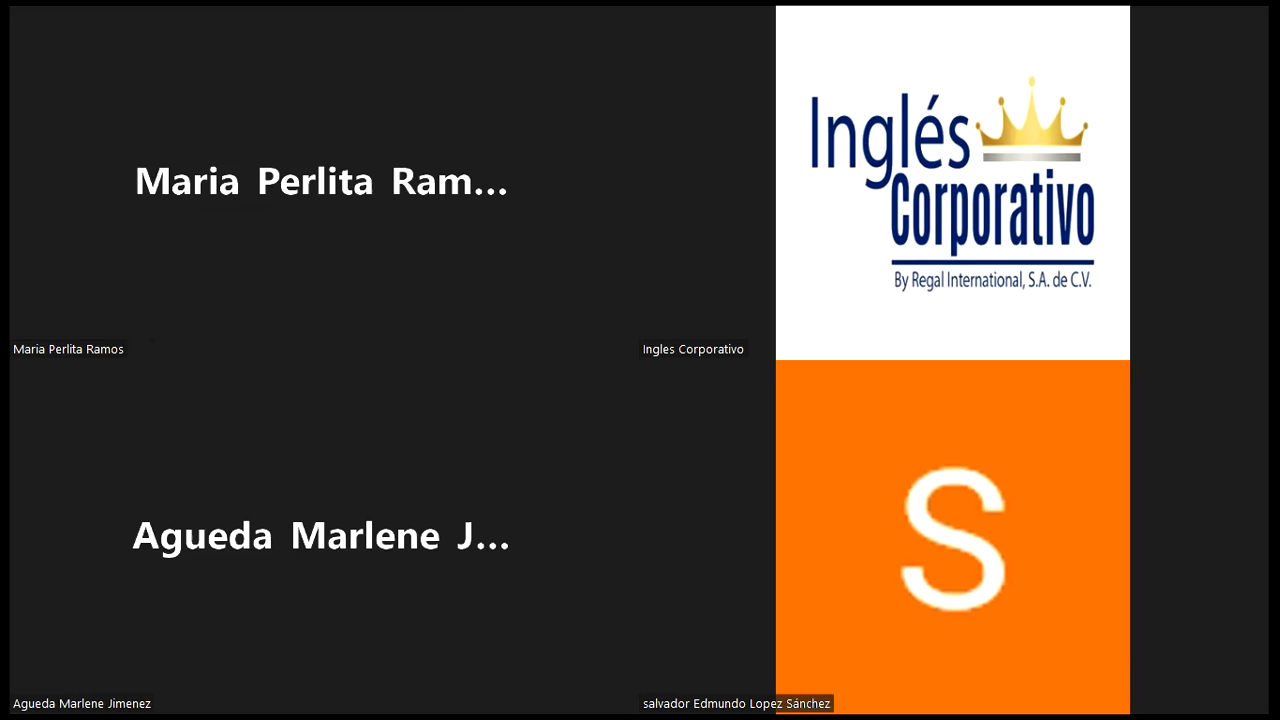 Maria Perlita Ram...
Maria Perlita Ramos
Inglés
Corporativo
By Regal International, S.A. de C.V.
Ingles Corporativo
Agueda Marlene J...
Agueda Marlene Jimenez
S
salvador Edmundo Lopez Sánchez